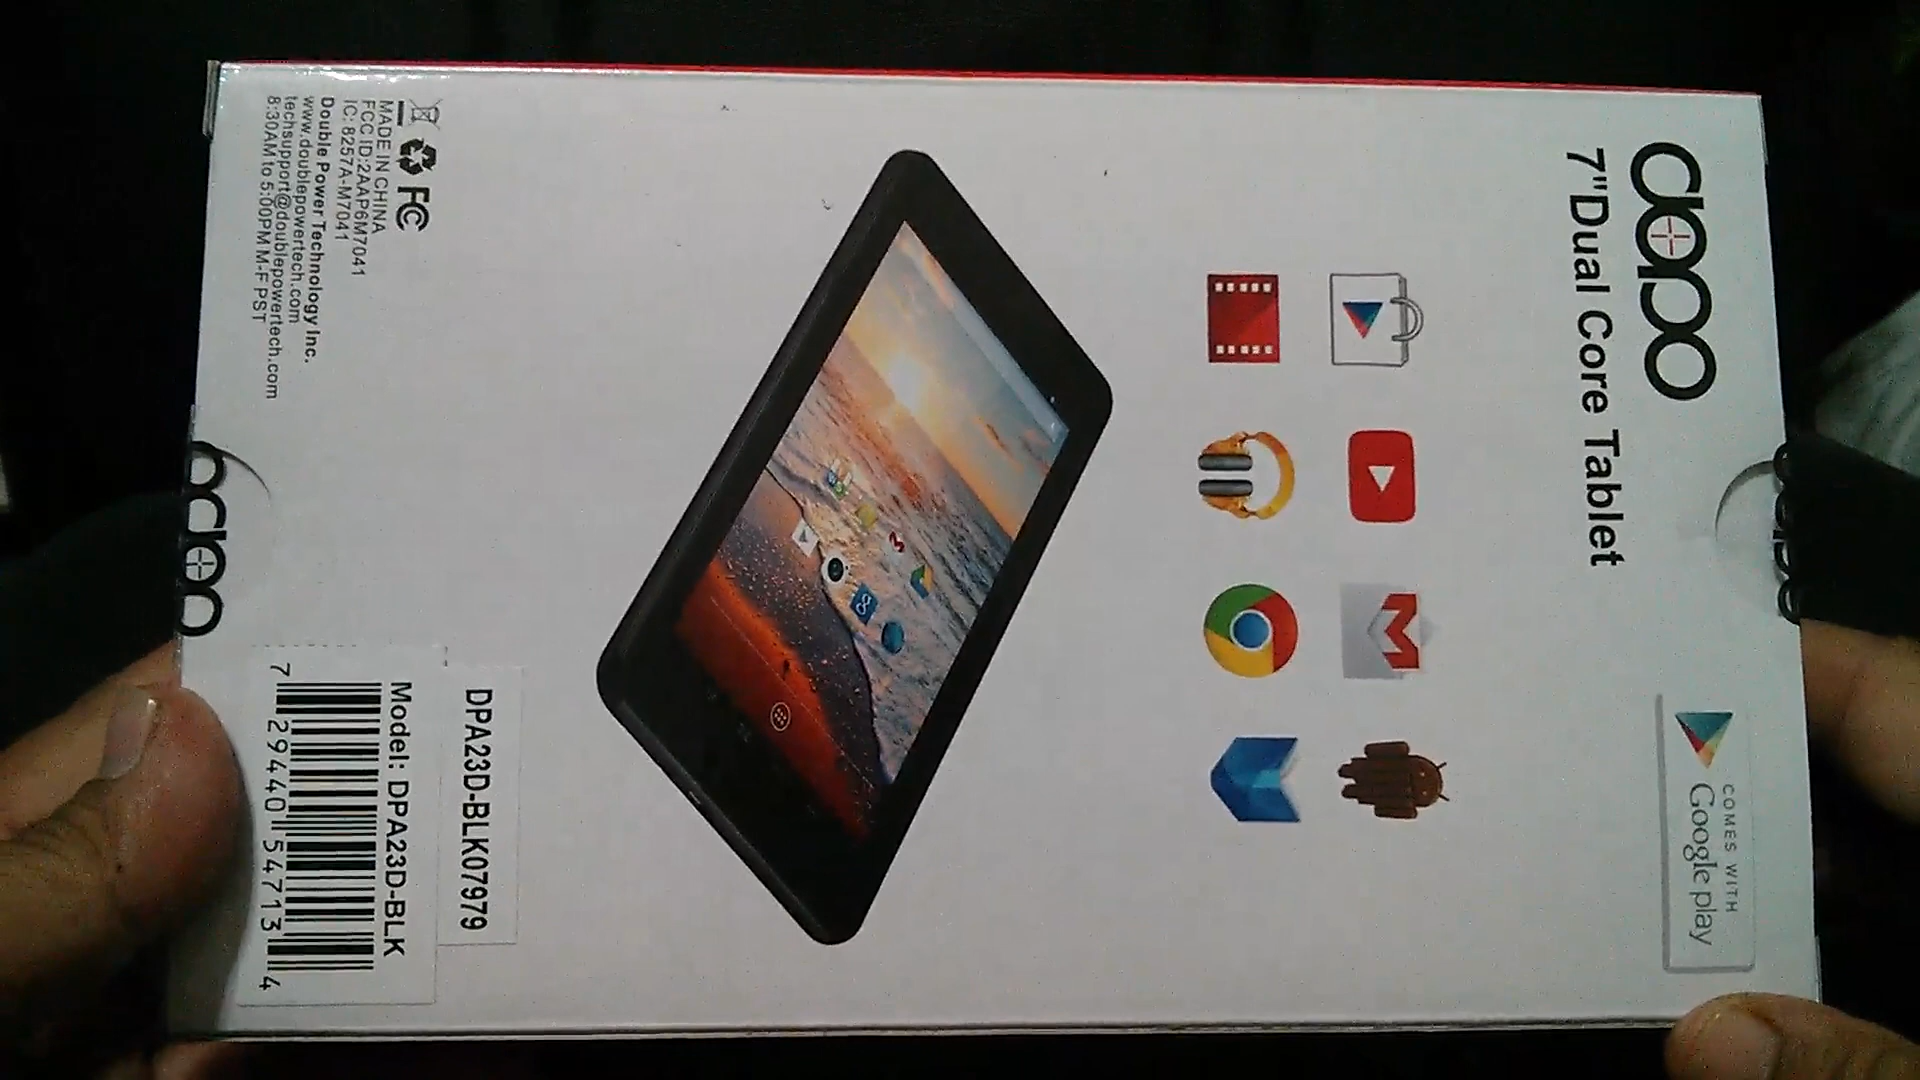 dopo
7"Dual Core Tablet
COMES WITH
Google play
FC
MADE IN CHINA
FCC ID:2AAP6M7041
IC: 8257A-M7041
Double Power Technology Inc.
www.doublepowertech.com
techsupport@doublepowertech.com
8:30AM to 5:00PM M-F PST
DPA23D-BLK07979
Model: DPA23D-BLK
7 29440 54713 4
dopo
dopo